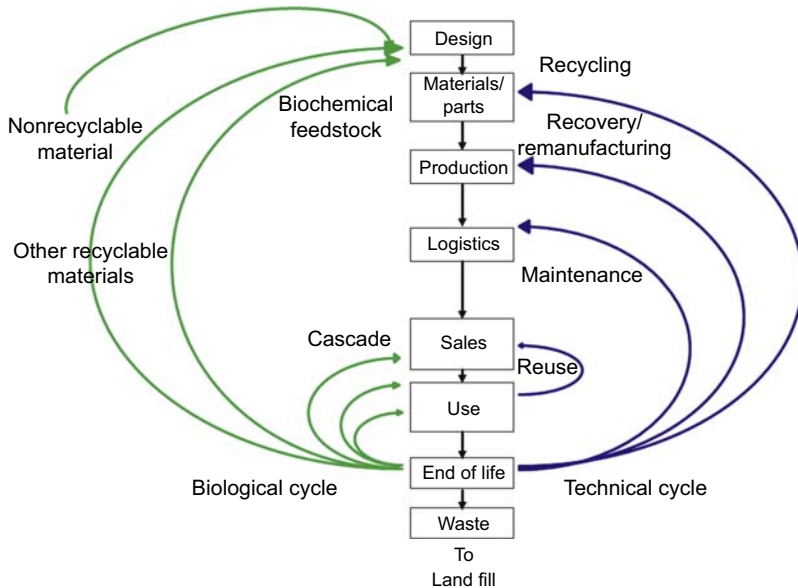 Design
Recycling
Materials/
parts
Biochemical
feedstock
Nonrecyclable
material
Recovery/
remanufacturing
Production
Logistics
Other recyclable
materials
Maintenance
Cascade
Sales
Reuse
Use
End of life
Biological cycle
Technical cycle
Waste
To
Land fill